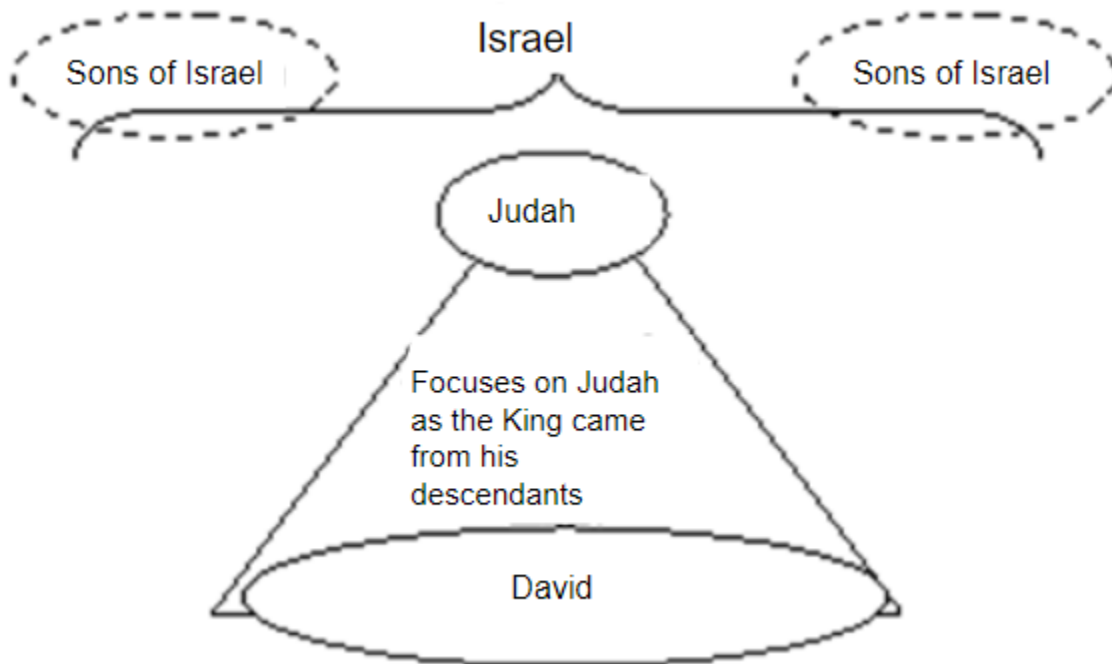 Israel
Sons of Israel
Sons of Israel
Judah
Focuses on Judah
as the King came
from his
descendants
David